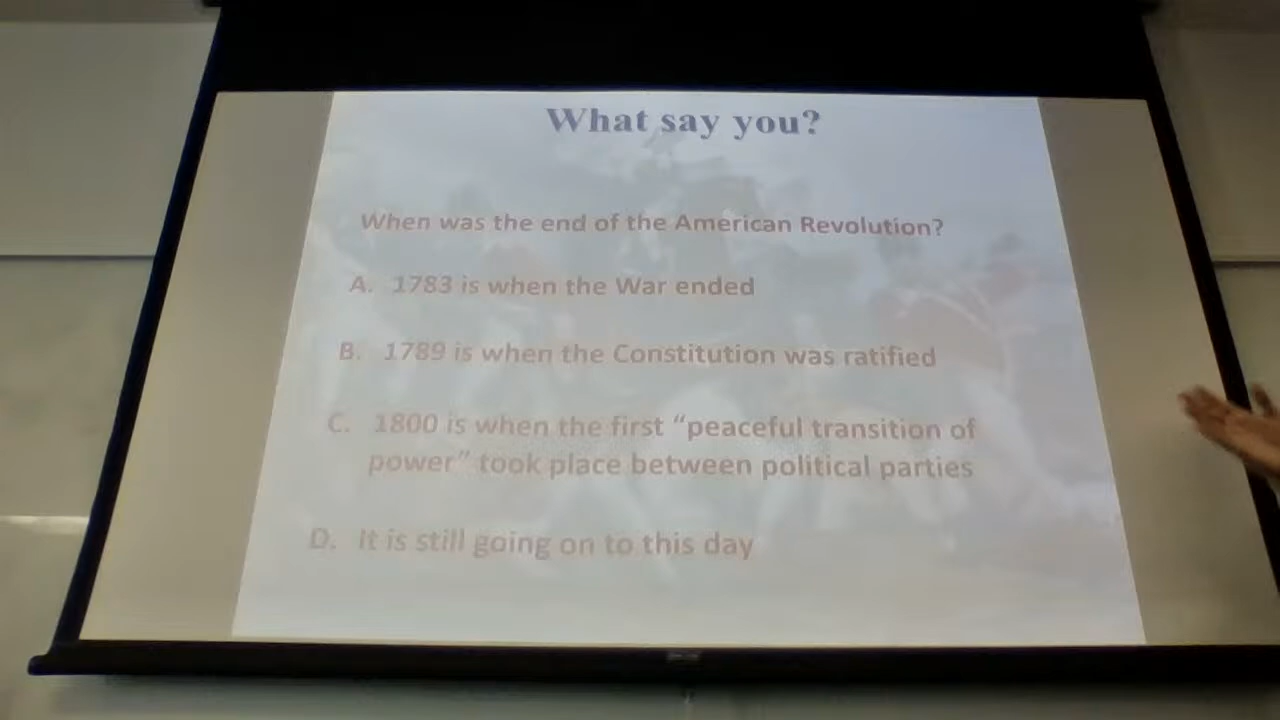 What say you?
When was the end of the American Revolution?
A. 1783 is when the War ended
B. 1789 is when the Constitution was ratified
C. 1800 is when the first “peaceful transition of
power” took place between political parties
D. It is still going on to this day